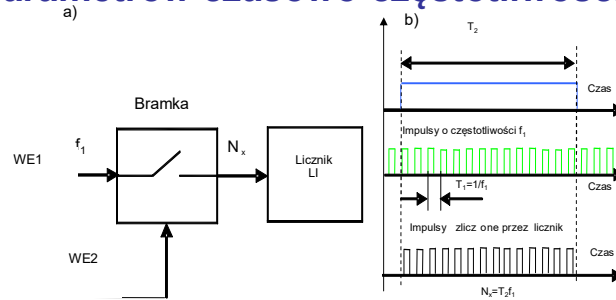 a)
b)
Bramka
WE1
f₁
Nₓ
Licznik
LI
WE2
T₂
Czas
Impulsy o częstotliwości f₁
Czas
T₁=1/f₁
Impulsy zlicz one przez licznik
Czas
Nₓ=T₂f₁